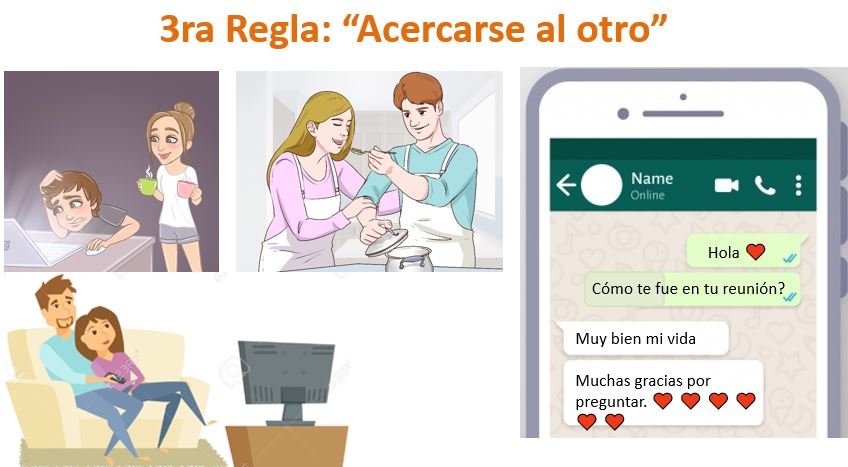 3ra Regla: “Acercarse al otro”
Name
Online
Hola ❤
Cómo te fue en tu reunión?
Muy bien mi vida
Muchas gracias por
preguntar. ❤ ❤ ❤ ❤
❤ ❤